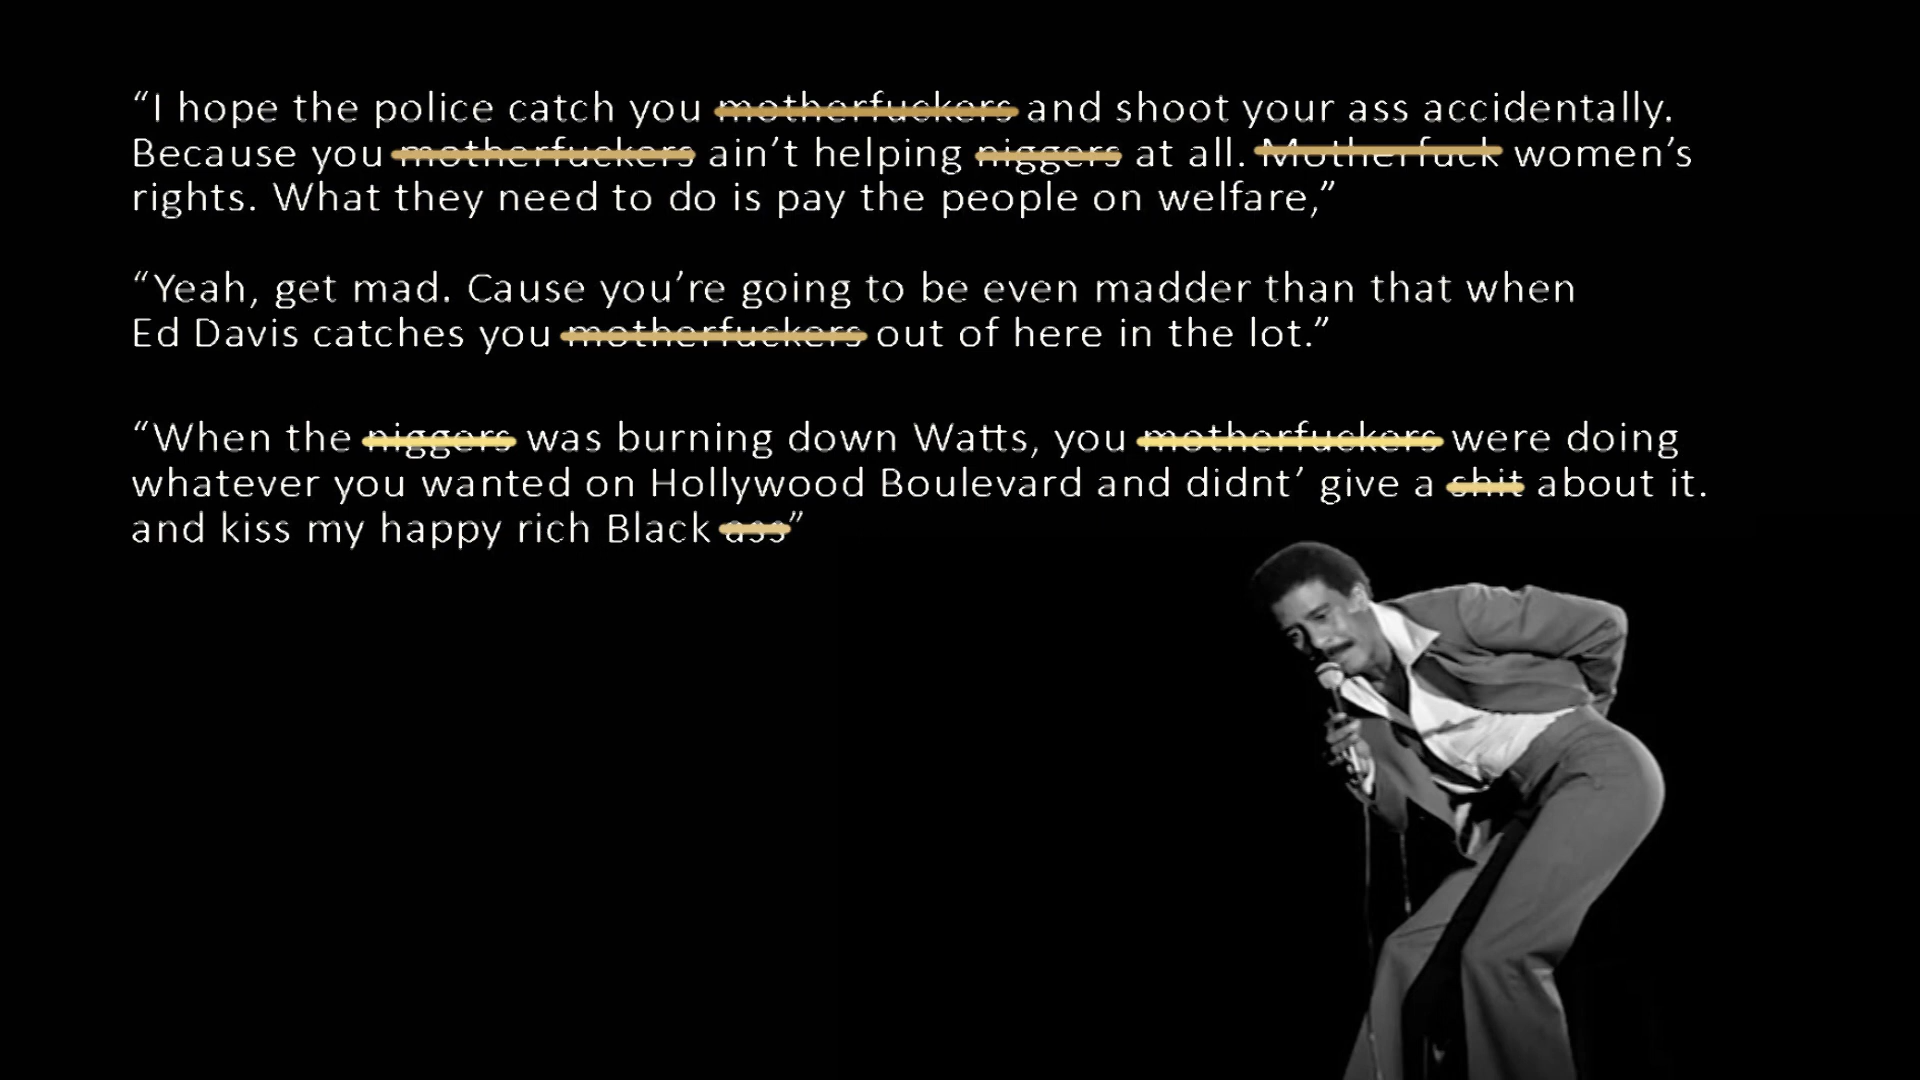 “I hope the police catch you motherfuckers and shoot your ass accidentally.
Because you motherfuckers ain’t helping niggers at all. Motherfuck women’s
rights. What they need to do is pay the people on welfare,”
“Yeah, get mad. Cause you’re going to be even madder than that when
Ed Davis catches you motherfuckers out of here in the lot.”
“When the niggers was burning down Watts, you motherfuckers were doing
whatever you wanted on Hollywood Boulevard and didnt’ give a shit about it.
and kiss my happy rich Black ass”